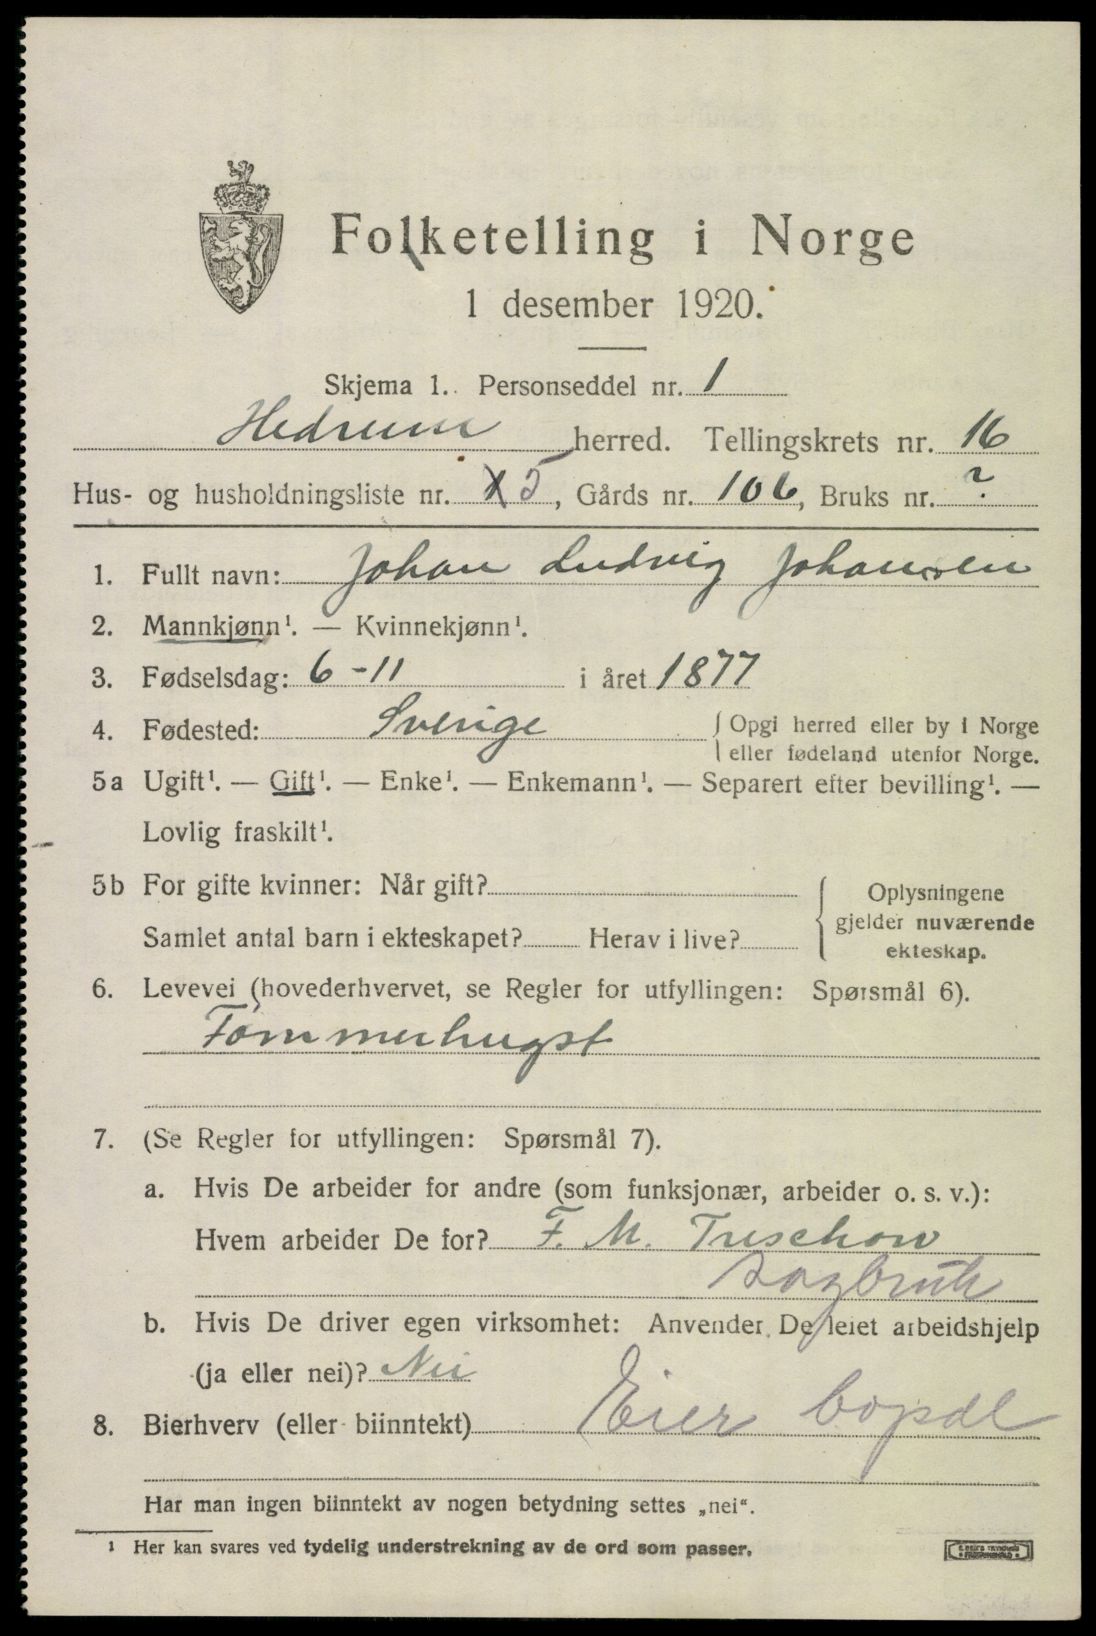 Folketelling i Norge
1 desember 1920.
Skjema 1. Personseddel nr. 1
Hedrum herred. Tellingskrets nr. 16
Hus- og husholdningsliste nr. 5, Gårds nr. 106, Bruks nr. ?
1. Fullt navn: Johan Ludvig Johansen
2. Mannkjønn¹. — Kvinnekjønn¹.
3. Fødselsdag: 6-11 i året 1877
4. Fødested: Sverige { Opgi herred eller by i Norge
eller fødeland utenfor Norge.
5a Ugift¹. — Gift¹. — Enke¹. — Enkemann¹. — Separert efter bevilling¹. —
Lovlig fraskilt¹.
5b For gifte kvinner: Når gift? { Oplysningene
gjelder nuværende
Samlet antal barn i ekteskapet? Herav i live?
ekteskap.
6. Levevei (hovederhvervet, se Regler for utfyllingen: Spørsmål 6).
Tømmerhugst
7. (Se Regler for utfyllingen: Spørsmål 7).
a. Hvis De arbeider for andre (som funksjonær, arbeider o. s. v.):
Hvem arbeider De for? F. M. Treschow
sagbruk
b. Hvis De driver egen virksomhet: Anvender De leiet arbeidshjelp
(ja eller nei)? Nei
8. Bierhverv (eller biinntekt) Eier
Har man ingen biinntekt av nogen betydning settes „nei“.
¹ Her kan svares ved tydelig understrekning av de ord som passer.